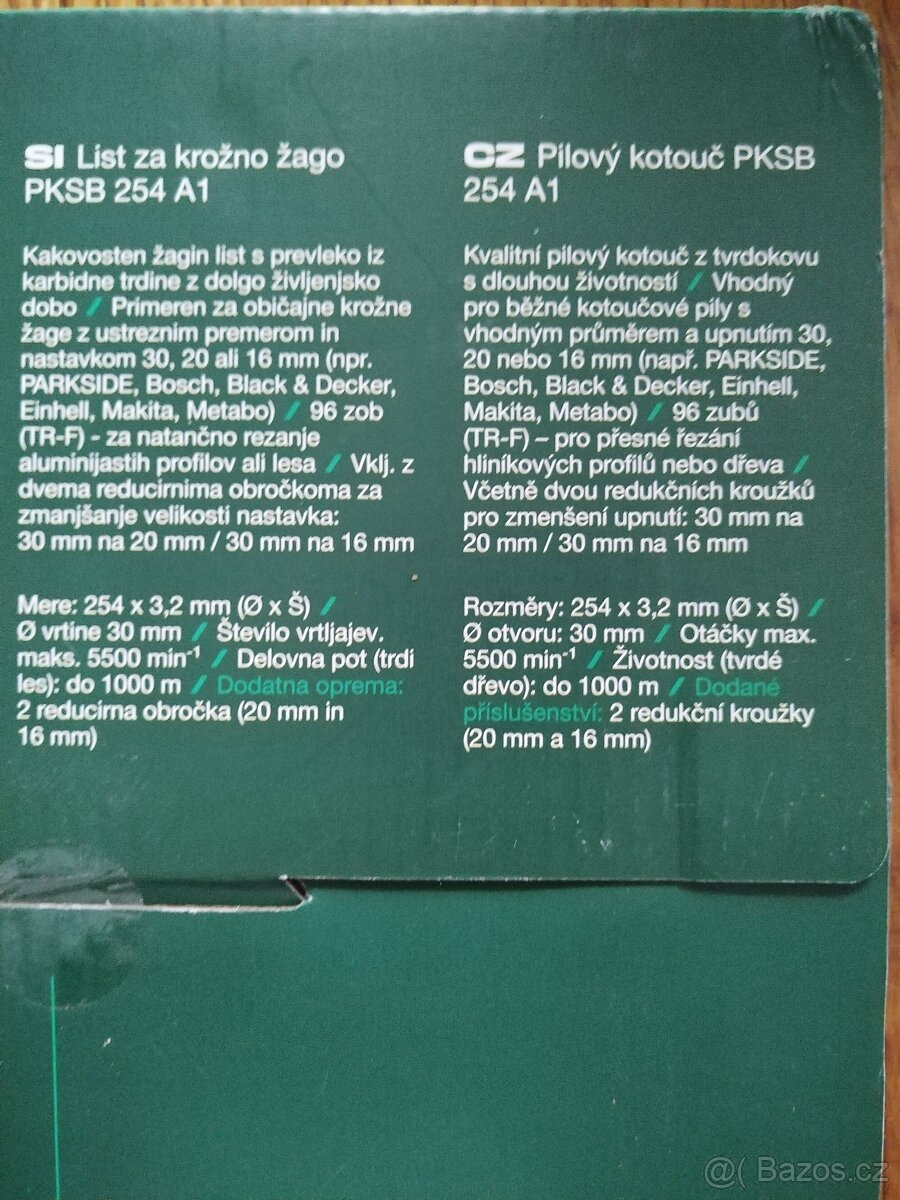 SI List za krožno žago
PKSB 254 A1
Kakovosten žagin list s prevleko iz
karbidne trdine z dolgo življenjsko
dobo / Primeren za običajne krožne
žage z ustreznim premerom in
nastavkom 30, 20 ali 16 mm (npr.
PARKSIDE, Bosch, Black & Decker,
Einhell, Makita, Metabo) / 96 zob
(TR-F) - za natančno rezanje
aluminijastih profilov ali lesa / Vklj. z
dvema reducirnima obročkoma za
zmanjšanje velikosti nastavka:
30 mm na 20 mm / 30 mm na 16 mm
Mere: 254 x 3,2 mm (Ø x Š) /
Ø vrtine 30 mm / Število vrtljajev.
maks. 5500 min⁻¹ / Delovna pot (trdi
les): do 1000 m / Dodatna oprema:
2 reducirna obročka (20 mm in
16 mm)
CZ Pilový kotouč PKSB
254 A1
Kvalitní pilový kotouč z tvrdokovu
s dlouhou životností / Vhodný
pro běžné kotoučové pily s
vhodným průměrem a upnutím 30,
20 nebo 16 mm (např. PARKSIDE,
Bosch, Black & Decker, Einhell,
Makita, Metabo) / 96 zubů
(TR-F) – pro přesné řezání
hliníkových profilů nebo dřeva /
Včetně dvou redukčních kroužků
pro zmenšení upnutí: 30 mm na
20 mm / 30 mm na 16 mm
Rozměry: 254 x 3,2 mm (Ø x Š) /
Ø otvoru: 30 mm / Otáčky max.
5500 min⁻¹ / Životnost (tvrdé
dřevo): do 1000 m / Dodané
příslušenství: 2 redukční kroužky
(20 mm a 16 mm)
@( Bazos.cz